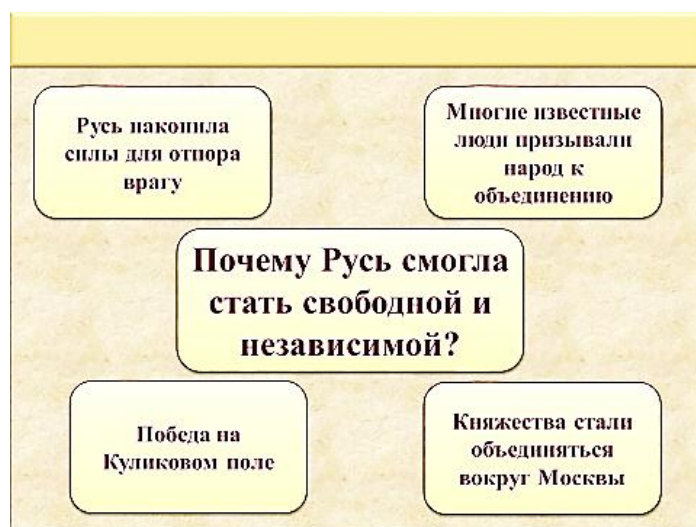 Русь накопила
силы для отпора
врагу
Многие известные
люди призывали
народ к
объединению
Почему Русь смогла
стать свободной и
независимой?
Победа на
Куликовом поле
Княжества стали
объединяться
вокруг Москвы